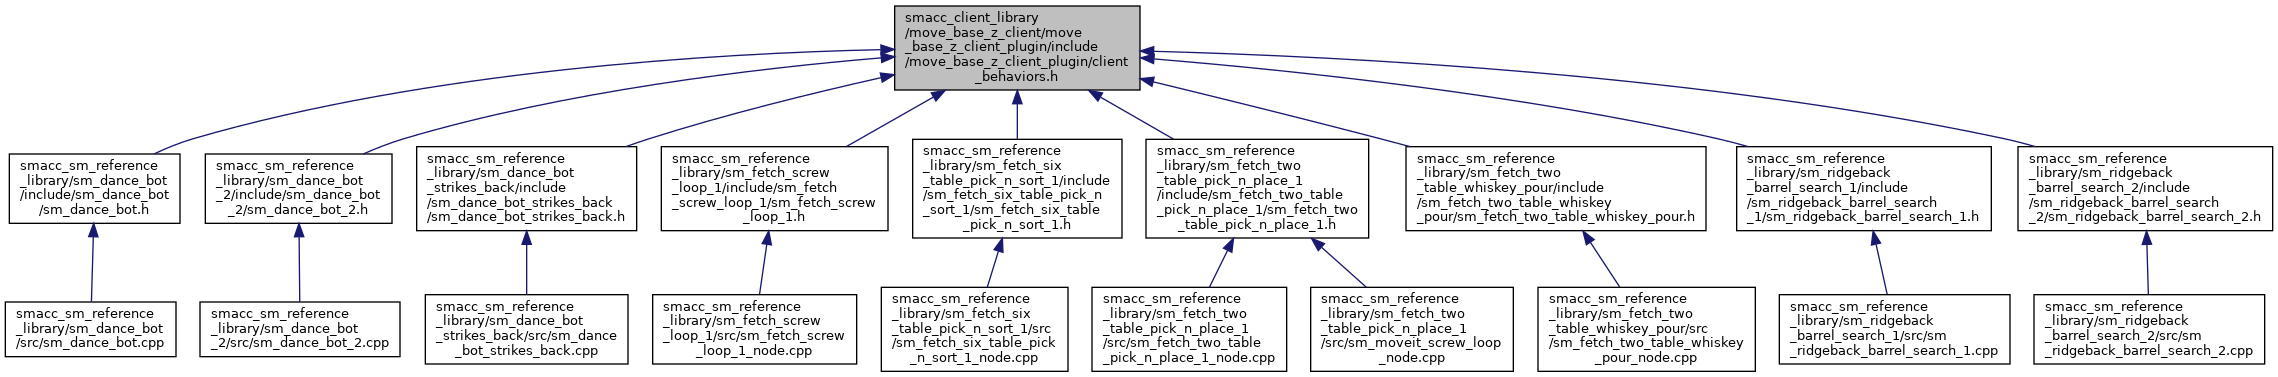 smacc_client_library
/move_base_z_client/move
_base_z_client_plugin/include
/move_base_z_client_plugin/client
_behaviors.h
smacc_sm_reference
_library/sm_dance_bot
/include/sm_dance_bot
/sm_dance_bot.h
smacc_sm_reference
_library/sm_dance_bot
_2/include/sm_dance_bot
_2/sm_dance_bot_2.h
smacc_sm_reference
_library/sm_dance_bot
_strikes_back/include
/sm_dance_bot_strikes_back
/sm_dance_bot_strikes_back.h
smacc_sm_reference
_library/sm_fetch_screw
_loop_1/include/sm_fetch
_screw_loop_1/sm_fetch_screw
_loop_1.h
smacc_sm_reference
_library/sm_fetch_six
_table_pick_n_sort_1/include
/sm_fetch_six_table_pick_n
_sort_1/sm_fetch_six_table
_pick_n_sort_1.h
smacc_sm_reference
_library/sm_fetch_two
_table_pick_n_place_1
/include/sm_fetch_two_table
_pick_n_place_1/sm_fetch_two
_table_pick_n_place_1.h
smacc_sm_reference
_library/sm_fetch_two
_table_whiskey_pour/include
/sm_fetch_two_table_whiskey
_pour/sm_fetch_two_table_whiskey_pour.h
smacc_sm_reference
_library/sm_ridgeback
_barrel_search_1/include
/sm_ridgeback_barrel_search
_1/sm_ridgeback_barrel_search_1.h
smacc_sm_reference
_library/sm_ridgeback
_barrel_search_2/include
/sm_ridgeback_barrel_search
_2/sm_ridgeback_barrel_search_2.h
smacc_sm_reference
_library/sm_dance_bot
/src/sm_dance_bot.cpp
smacc_sm_reference
_library/sm_dance_bot
_2/src/sm_dance_bot_2.cpp
smacc_sm_reference
_library/sm_dance_bot
_strikes_back/src/sm_dance
_bot_strikes_back.cpp
smacc_sm_reference
_library/sm_fetch_screw
_loop_1/src/sm_fetch_screw
_loop_1_node.cpp
smacc_sm_reference
_library/sm_fetch_six
_table_pick_n_sort_1/src
/sm_fetch_six_table_pick
_n_sort_1_node.cpp
smacc_sm_reference
_library/sm_fetch_two
_table_pick_n_place_1
/src/sm_fetch_two_table
_pick_n_place_1_node.cpp
smacc_sm_reference
_library/sm_fetch_two
_table_pick_n_place_1
/src/sm_moveit_screw_loop
_node.cpp
smacc_sm_reference
_library/sm_fetch_two
_table_whiskey_pour/src
/sm_fetch_two_table_whiskey
_pour_node.cpp
smacc_sm_reference
_library/sm_ridgeback
_barrel_search_1/src/sm
_ridgeback_barrel_search_1.cpp
smacc_sm_reference
_library/sm_ridgeback
_barrel_search_2/src/sm
_ridgeback_barrel_search_2.cpp